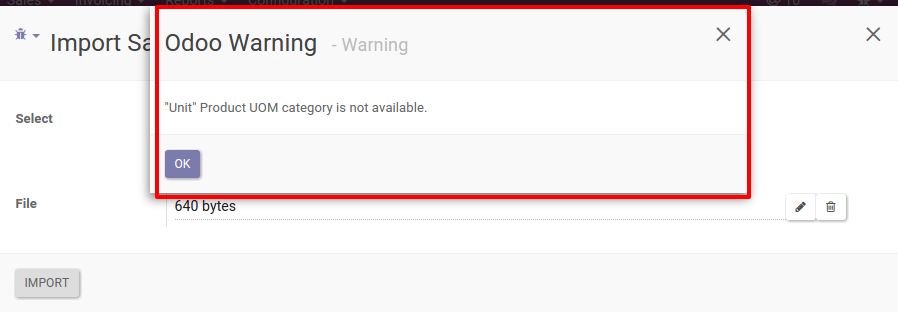 Sales Invoicing Reports Configuration 10
Import Sa
Odoo Warning - Warning
"Unit" Product UOM category is not available.
Select
OK
File
640 bytes
IMPORT